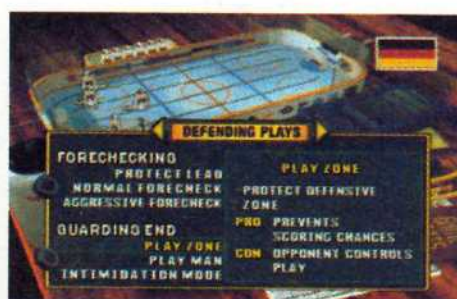 DEFENDING PLAYS
FORECHECKING
PROTECT LEAD
NORMAL FORECHECK
AGGRESSIVE FORECHECK
GUARDING END
PLAY ZONE
PLAY MAN
INTIMIDATION MODE
PLAY ZONE
PROTECT DEFENSIVE
ZONE
PRO PREVENTS
SCORING CHANCES
CON OPPONENT CONTROLS
PLAY